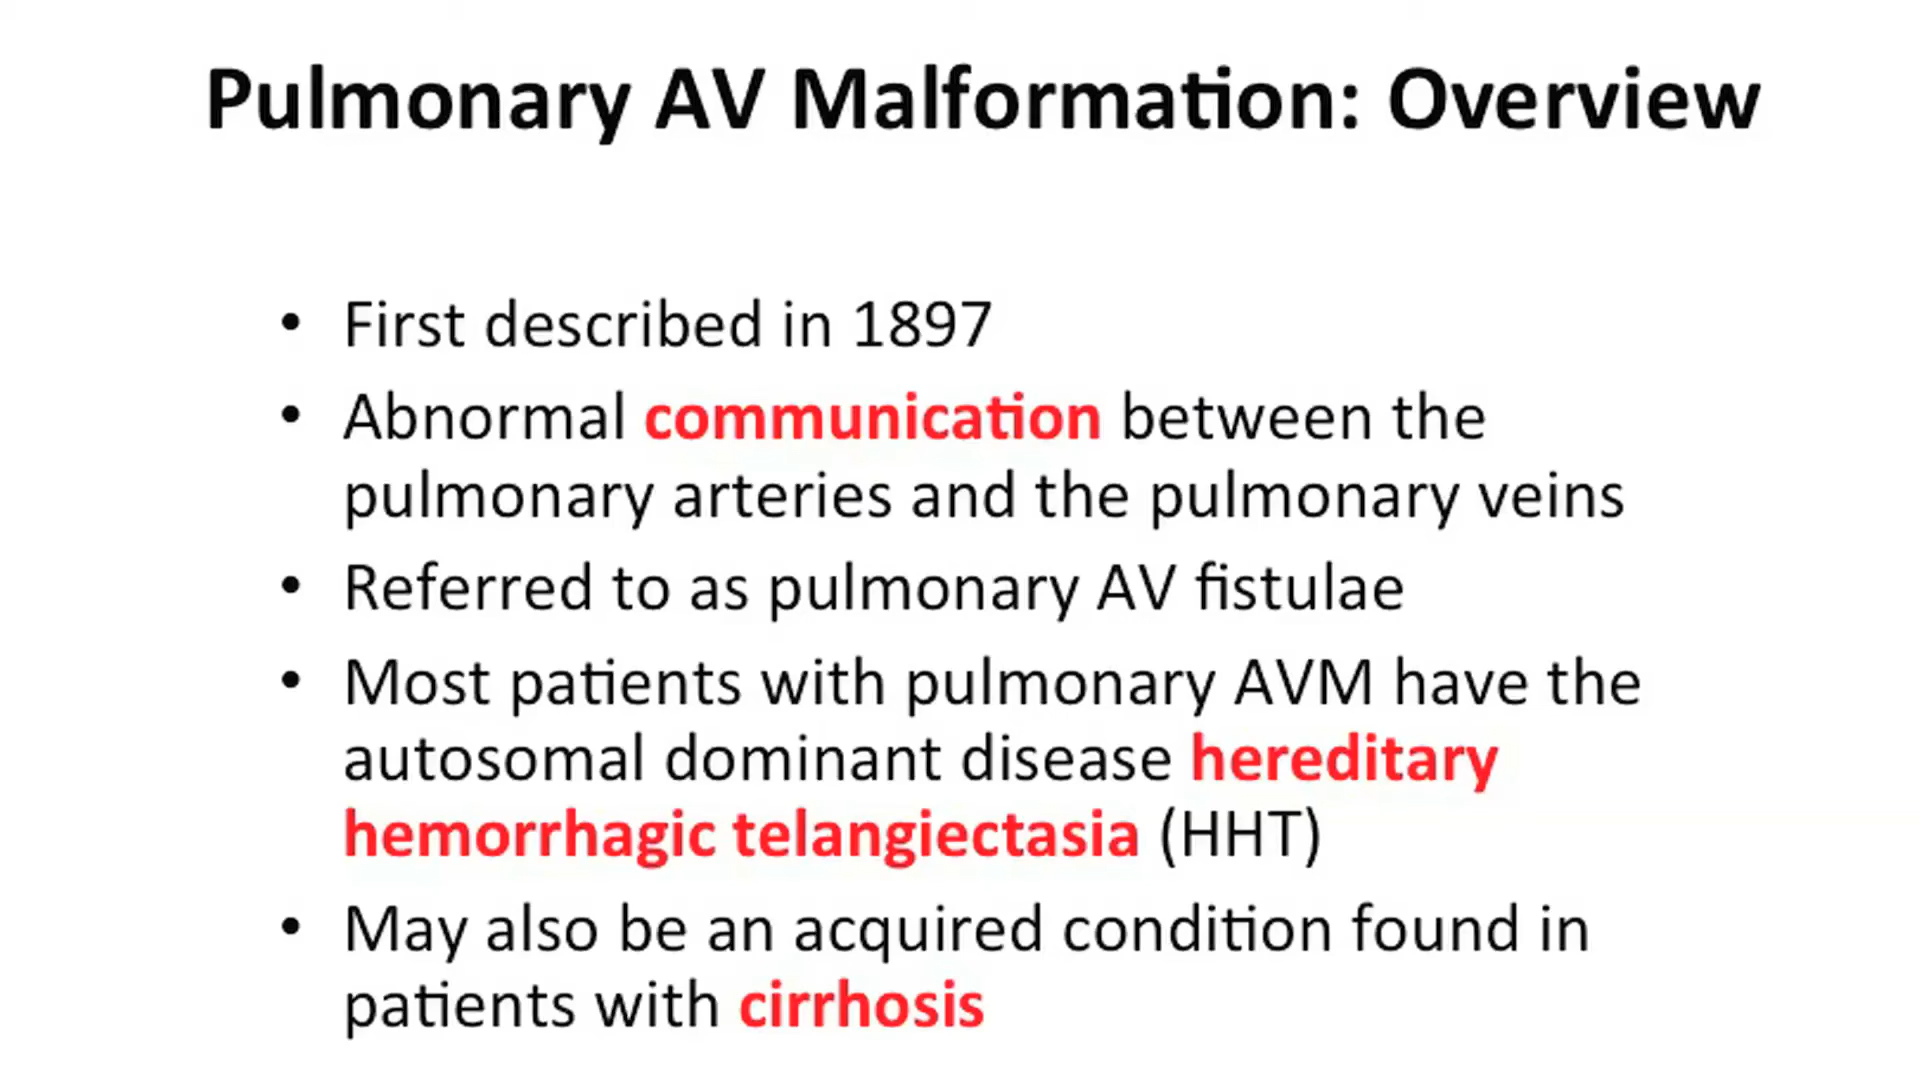 Pulmonary AV Malformation: Overview
• First described in 1897
• Abnormal communication between the
pulmonary arteries and the pulmonary veins
• Referred to as pulmonary AV fistulae
• Most patients with pulmonary AVM have the
autosomal dominant disease hereditary
hemorrhagic telangiectasia (HHT)
• May also be an acquired condition found in
patients with cirrhosis